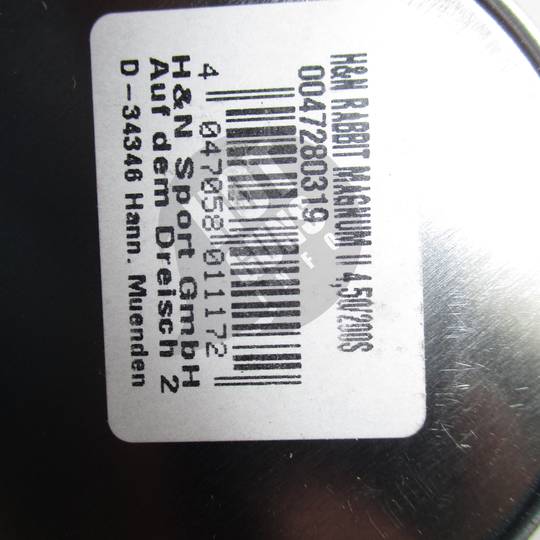 H&N RABBIT MAGNUM II 4,50/200S
0047280319
4 047058 011172
H&N Sport GmbH
Auf dem Dreisch 2
D-34346 Hann. Muenden